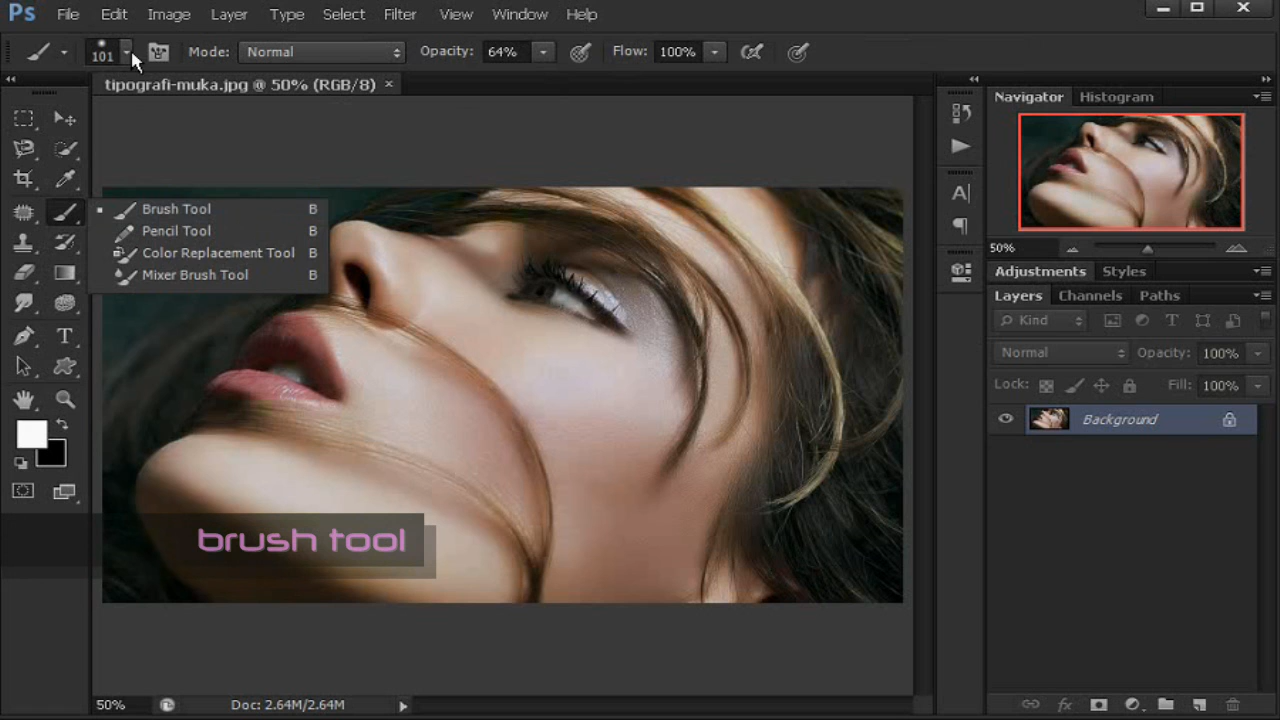 Ps File Edit Image Layer Type Select Filter View Window Help
101 Mode: Normal Opacity: 64% Flow: 100%
tipografi-muka.jpg @ 50% (RGB/8) ×
Navigator Histogram
Brush Tool B
Pencil Tool B
Color Replacement Tool B
Mixer Brush Tool B
50%
Adjustments Styles
Layers Channels Paths
Kind
Normal Opacity: 100%
Lock: Fill: 100%
Background
brush tool
50% Doc: 2.64M/2.64M